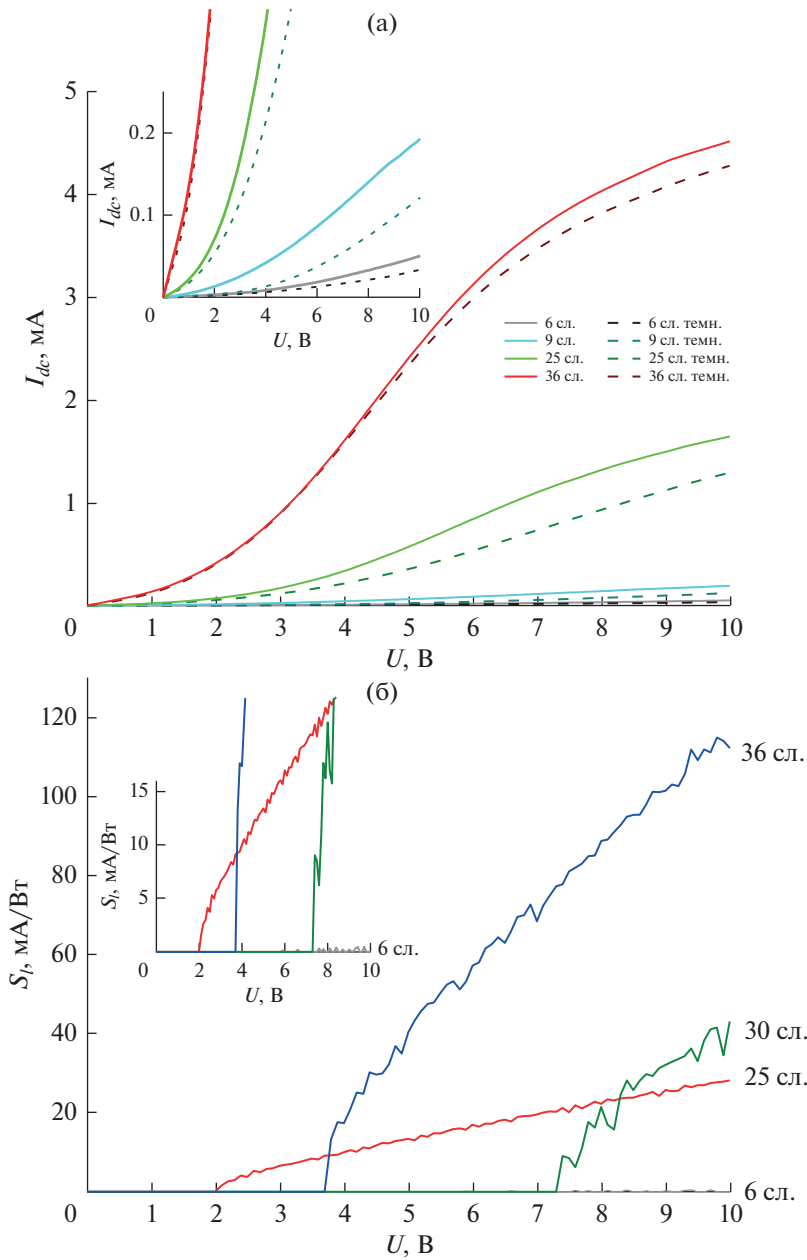 (а)
5
4
3
2
1
0
1
2
3
4
5
6
7
8
9
10
I_dc, мА
U, В
0.2
0.1
0
2
4
6
8
10
I_dc, мА
U, В
6 сл.
9 сл.
25 сл.
36 сл.
6 сл. темн.
9 сл. темн.
25 сл. темн.
36 сл. темн.
(б)
120
100
80
60
40
20
0
1
2
3
4
5
6
7
8
9
10
S_l, мА/Вт
U, В
15
10
5
0
2
4
6
8
10
S_l, мА/Вт
U, В
6 сл.
36 сл.
30 сл.
25 сл.
6 сл.